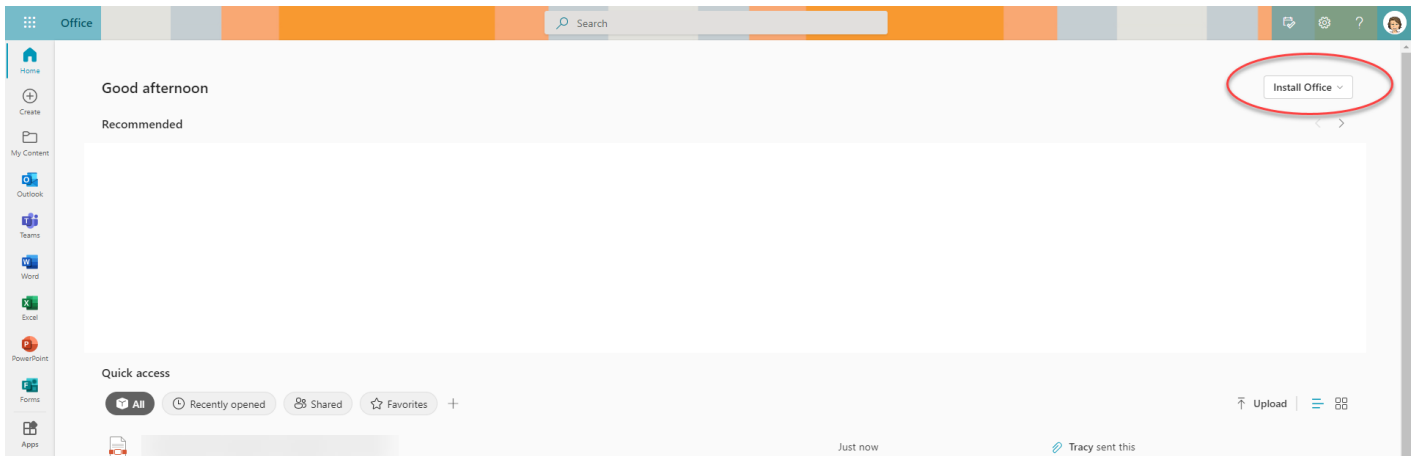 Office
Search
?
Home
Create
My Content
Outlook
Teams
Word
Excel
PowerPoint
Forms
Apps
Good afternoon
Install Office
Recommended
Quick access
All
Recently opened
Shared
Favorites
Upload
Just now
Tracy sent this